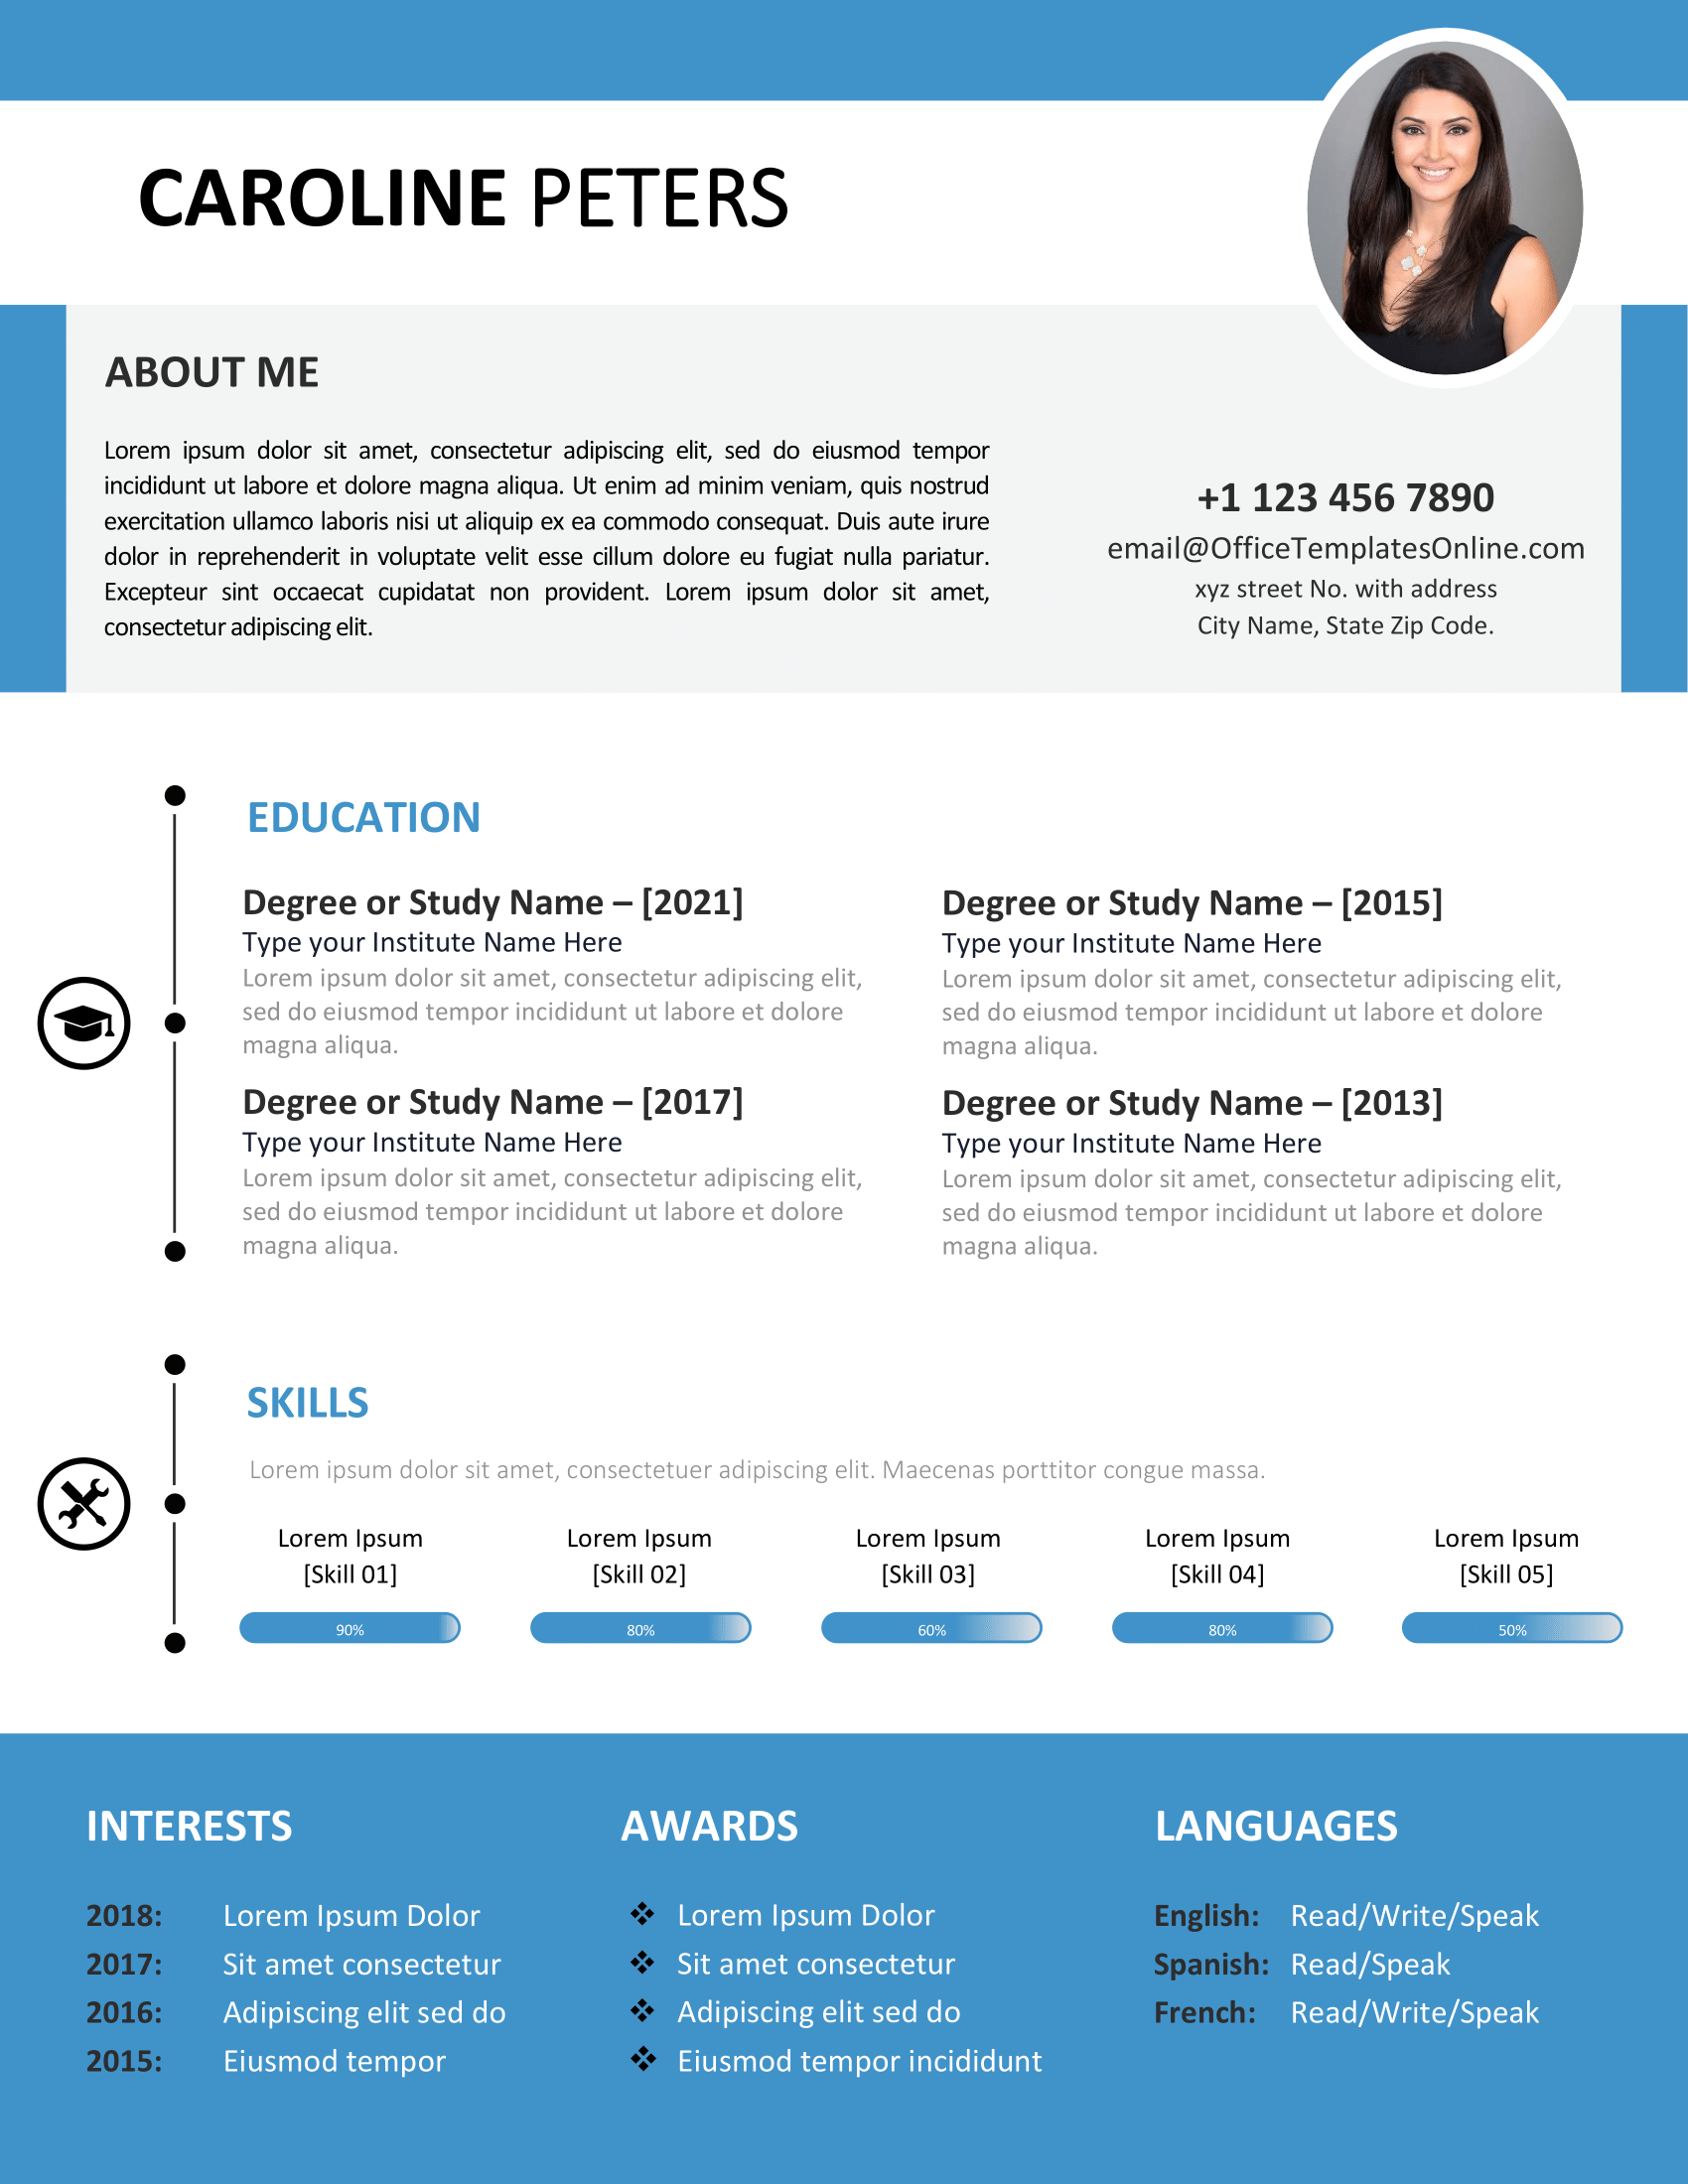 CAROLINE PETERS
ABOUT ME
Lorem ipsum dolor sit amet, consectetur adipiscing elit, sed do eiusmod tempor
incididunt ut labore et dolore magna aliqua. Ut enim ad minim veniam, quis nostrud
exercitation ullamco laboris nisi ut aliquip ex ea commodo consequat. Duis aute irure
dolor in reprehenderit in voluptate velit esse cillum dolore eu fugiat nulla pariatur.
Excepteur sint occaecat cupidatat non provident. Lorem ipsum dolor sit amet,
consectetur adipiscing elit.
+1 123 456 7890
email@OfficeTemplatesOnline.com
xyz street No. with address
City Name, State Zip Code.
EDUCATION
Degree or Study Name – [2021]
Type your Institute Name Here
Lorem ipsum dolor sit amet, consectetur adipiscing elit,
sed do eiusmod tempor incididunt ut labore et dolore
magna aliqua.
Degree or Study Name – [2017]
Type your Institute Name Here
Lorem ipsum dolor sit amet, consectetur adipiscing elit,
sed do eiusmod tempor incididunt ut labore et dolore
magna aliqua.
Degree or Study Name – [2015]
Type your Institute Name Here
Lorem ipsum dolor sit amet, consectetur adipiscing elit,
sed do eiusmod tempor incididunt ut labore et dolore
magna aliqua.
Degree or Study Name – [2013]
Type your Institute Name Here
Lorem ipsum dolor sit amet, consectetur adipiscing elit,
sed do eiusmod tempor incididunt ut labore et dolore
magna aliqua.
SKILLS
Lorem ipsum dolor sit amet, consectetuer adipiscing elit. Maecenas porttitor congue massa.
Lorem Ipsum
[Skill 01]
90%
Lorem Ipsum
[Skill 02]
80%
Lorem Ipsum
[Skill 03]
60%
Lorem Ipsum
[Skill 04]
80%
Lorem Ipsum
[Skill 05]
50%
INTERESTS
2018: Lorem Ipsum Dolor
2017: Sit amet consectetur
2016: Adipiscing elit sed do
2015: Eiusmod tempor
AWARDS
❖ Lorem Ipsum Dolor
❖ Sit amet consectetur
❖ Adipiscing elit sed do
❖ Eiusmod tempor incididunt
LANGUAGES
English: Read/Write/Speak
Spanish: Read/Speak
French: Read/Write/Speak